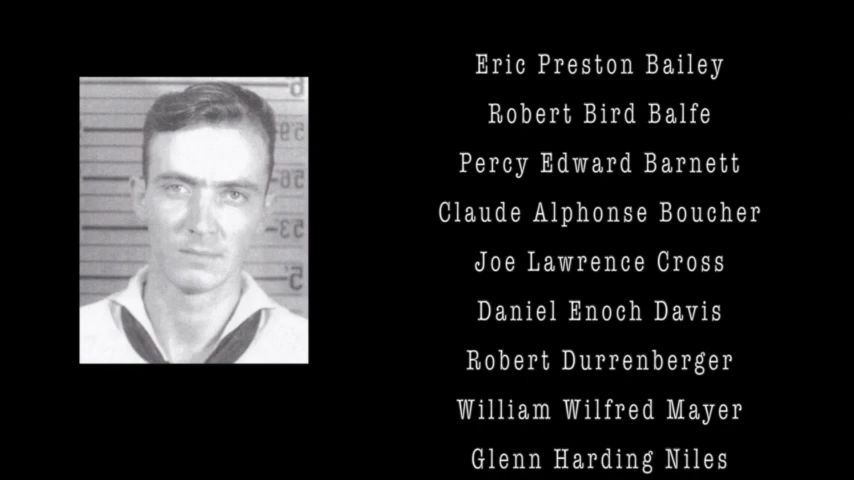 Eric Preston Bailey
Robert Bird Balfe
Percy Edward Barnett
Claude Alphonse Boucher
Joe Lawrence Cross
Daniel Enoch Davis
Robert Durrenberger
William Wilfred Mayer
Glenn Harding Niles